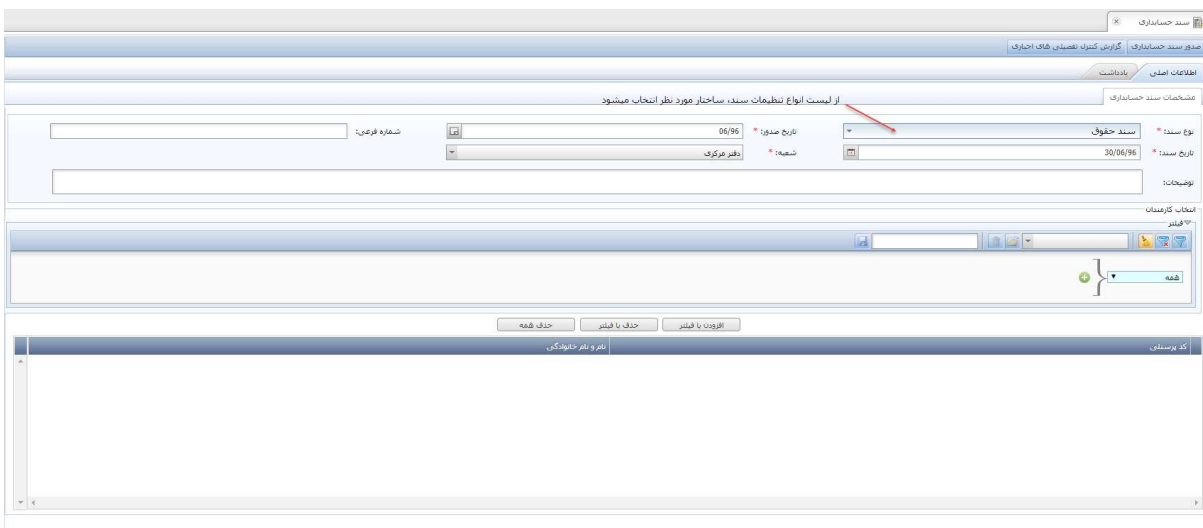 سند حسابداری
صدور سند حسابداری گزارش کنترل تفصیلی های اجباری
اطلاعات اصلی یادداشت
مشخصات سند حسابداری
از لیست انواع تنظیمات سند، ساختار مورد نظر انتخاب میشود
نوع سند: * سند حقوق تاریخ صدور: * 06/96 شماره فرعی:
تاریخ سند: * 30/06/96 شعبه: * دفتر مرکزی
توضیحات:
انتخاب کارمندان
فیلتر
همه
افزودن با فیلتر حذف با فیلتر حذف همه
کد پرسنلی نام و نام خانوادگی